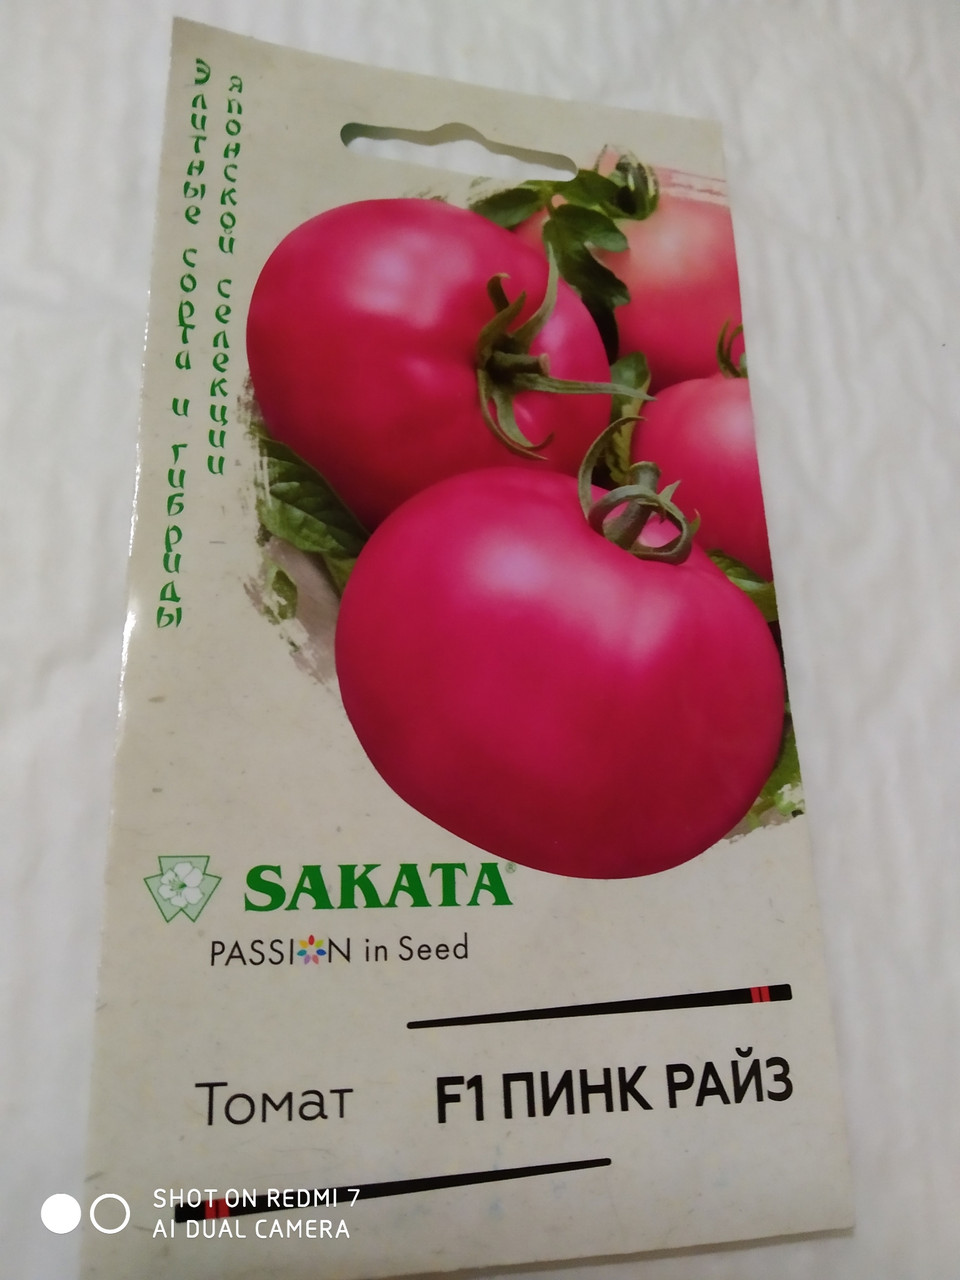 Элитные сорта и гибриды
японской селекции
SAKATA®
PASSION in Seed
Томат F1 ПИНК РАЙЗ
SHOT ON REDMI 7
AI DUAL CAMERA